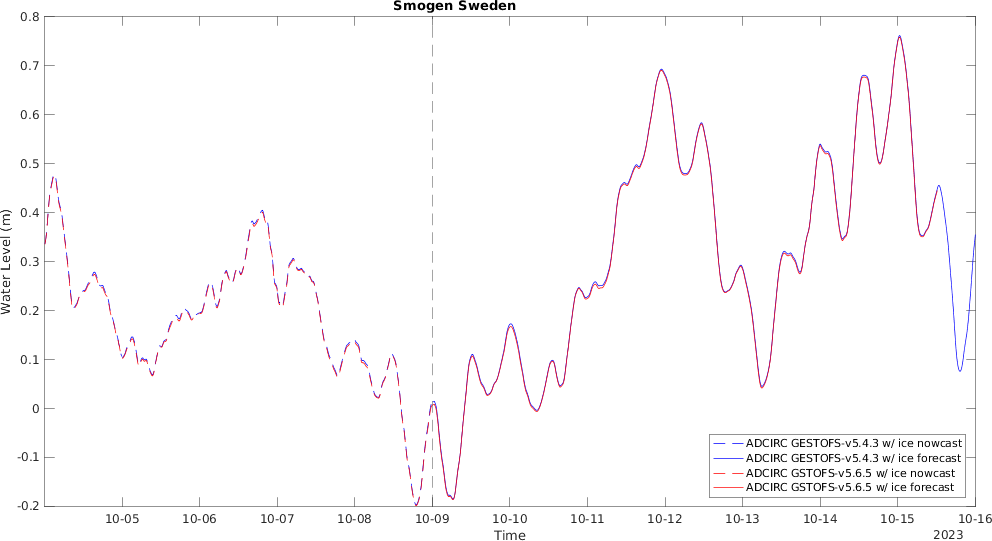 Smogen Sweden
Water Level (m)
0.8
0.7
0.6
0.5
0.4
0.3
0.2
0.1
0
-0.1
-0.2
ADCIRC GESTOFS-v5.4.3 w/ ice nowcast
ADCIRC GESTOFS-v5.4.3 w/ ice forecast
ADCIRC GSTOFS-v5.6.5 w/ ice nowcast
ADCIRC GSTOFS-v5.6.5 w/ ice forecast
10-05 10-06 10-07 10-08 10-09 10-10 10-11 10-12 10-13 10-14 10-15 10-16
Time
2023